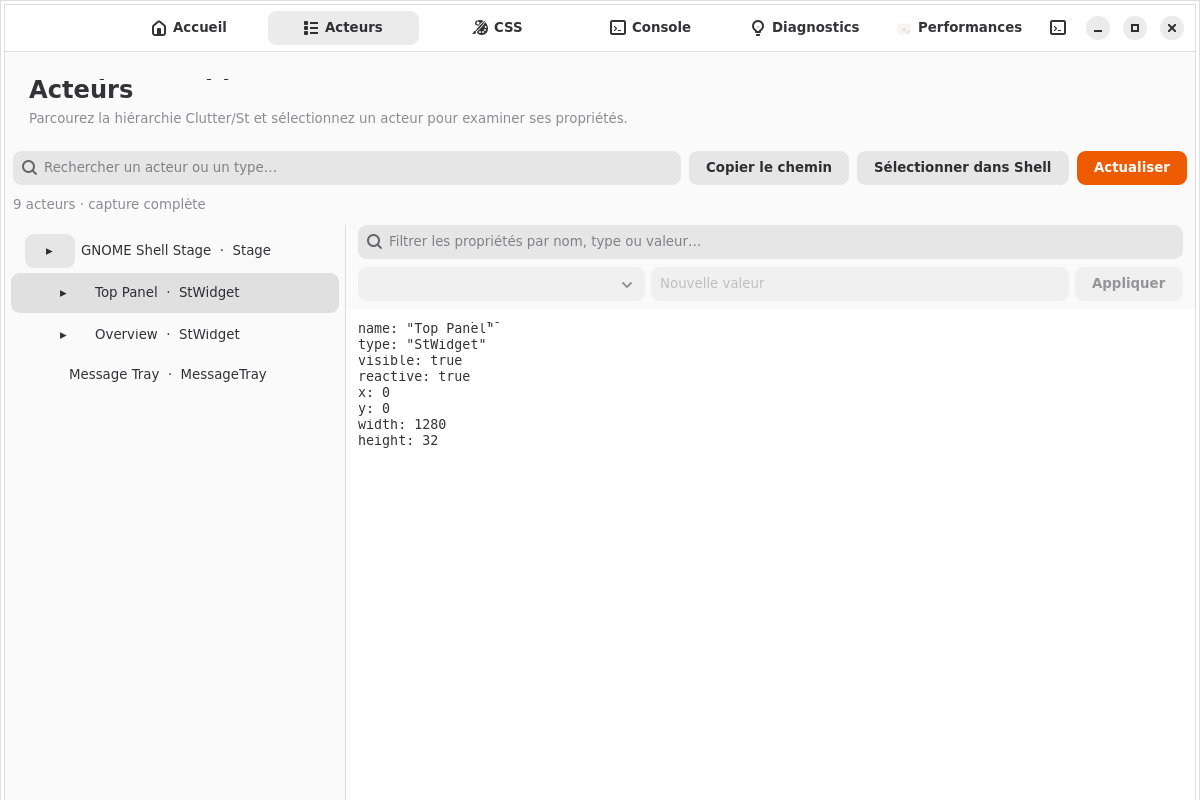 Accueil
Acteurs
CSS
Console
Diagnostics
Performances
Acteurs
Parcourez la hiérarchie Clutter/St et sélectionnez un acteur pour examiner ses propriétés.
Rechercher un acteur ou un type…
Copier le chemin
Sélectionner dans Shell
Actualiser
9 acteurs · capture complète
GNOME Shell Stage · Stage
Top Panel · StWidget
Overview · StWidget
Message Tray · MessageTray
Filtrer les propriétés par nom, type ou valeur…
Nouvelle valeur
Appliquer
name: "Top Panel"
type: "StWidget"
visible: true
reactive: true
x: 0
y: 0
width: 1280
height: 32